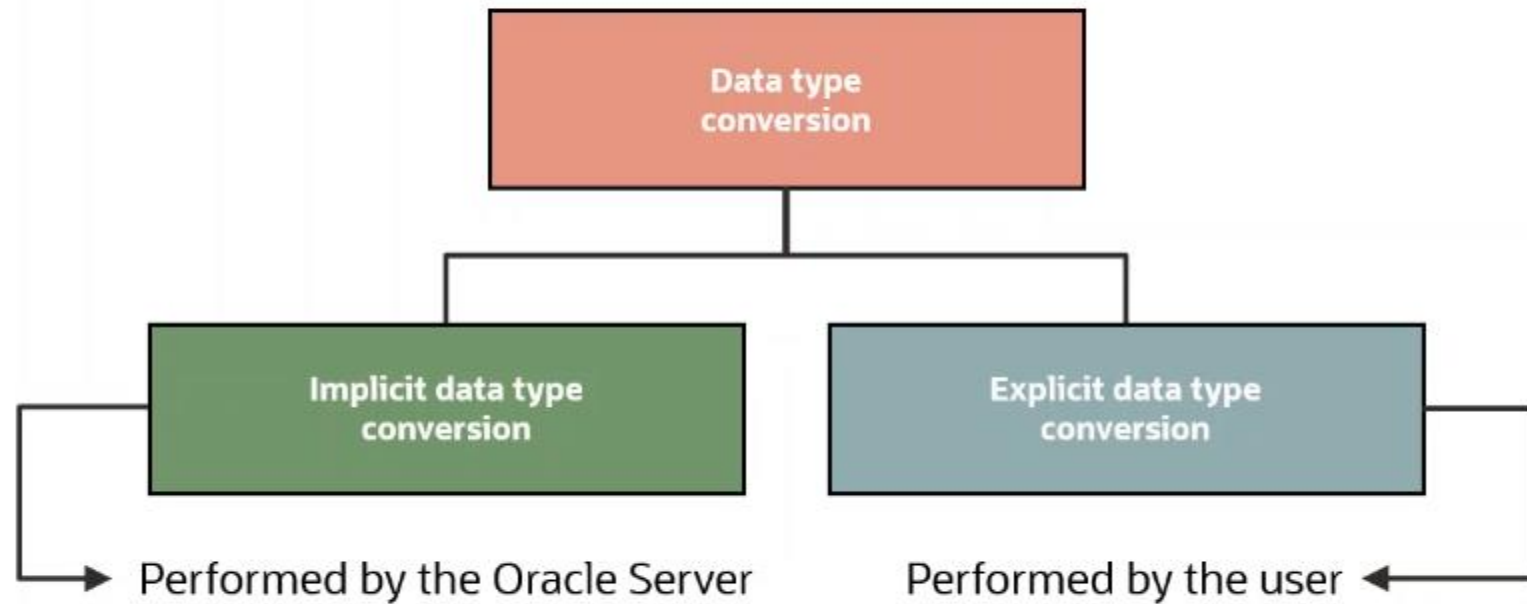 Data type
conversion
Implicit data type
conversion
Explicit data type
conversion
Performed by the Oracle Server
Performed by the user